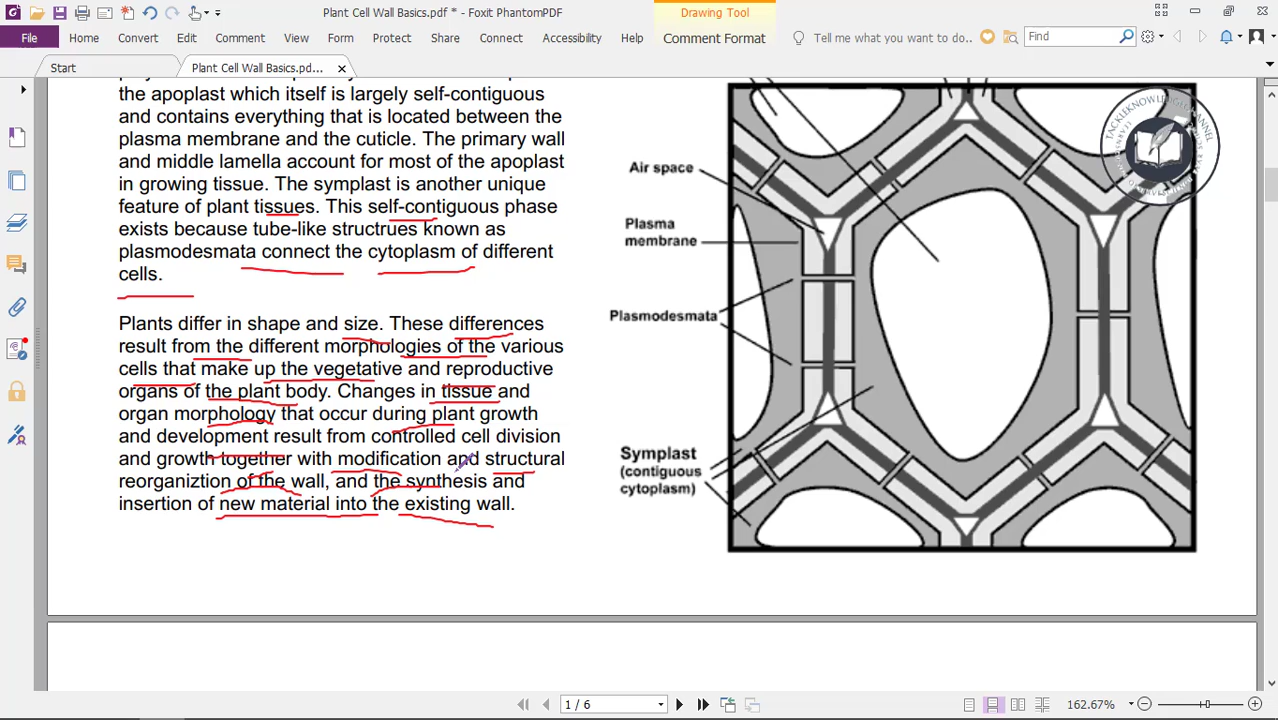 Plant Cell Wall Basics.pdf * - Foxit PhantomPDF
Drawing Tool
File
Home
Convert
Edit
Comment
View
Form
Protect
Share
Connect
Accessibility
Help
Comment Format
Tell me what you want to do..
Find
Start
Plant Cell Wall Basics.pd...
the apoplast which itself is largely self-contiguous
and contains everything that is located between the
plasma membrane and the cuticle. The primary wall
and middle lamella account for most of the apoplast
in growing tissue. The symplast is another unique
feature of plant tissues. This self-contiguous phase
exists because tube-like structrues known as
plasmodesmata connect the cytoplasm of different
cells.
Plants differ in shape and size. These differences
result from the different morphologies of the various
cells that make up the vegetative and reproductive
organs of the plant body. Changes in tissue and
organ morphology that occur during plant growth
and development result from controlled cell division
and growth together with modification and structural
reorganiztion of the wall, and the synthesis and
insertion of new material into the existing wall.
Air space
Plasma
membrane
Plasmodesmata
Symplast
(contiguous
cytoplasm)
1 / 6
162.67%